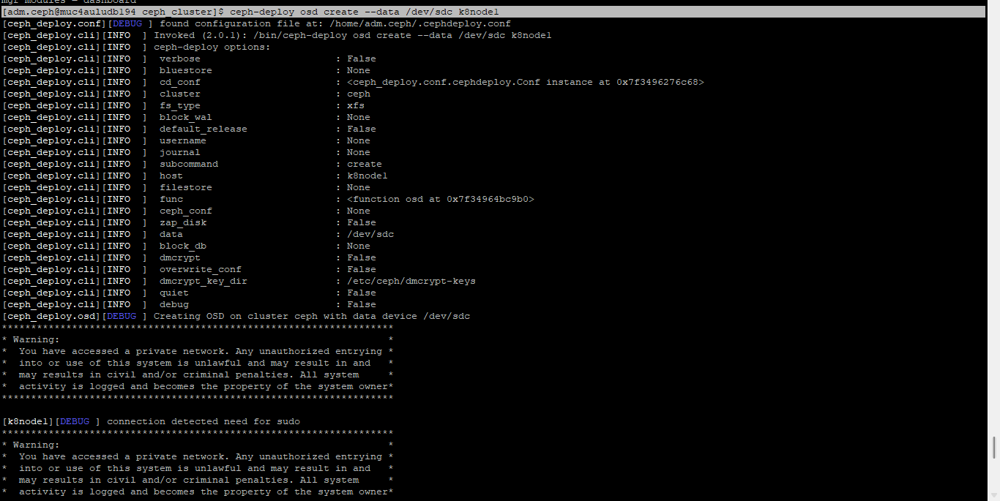 mgr modules - dashboard
[adm.ceph@muc4auludb194 ceph_cluster]$ ceph-deploy osd create --data /dev/sdc k8node1
[ceph_deploy.conf][DEBUG ] found configuration file at: /home/adm.ceph/.cephdeploy.conf
[ceph_deploy.cli][INFO  ] Invoked (2.0.1): /bin/ceph-deploy osd create --data /dev/sdc k8node1
[ceph_deploy.cli][INFO  ] ceph-deploy options:
[ceph_deploy.cli][INFO  ]  verbose                       : False
[ceph_deploy.cli][INFO  ]  bluestore                     : None
[ceph_deploy.cli][INFO  ]  cd_conf                       : <ceph_deploy.conf.cephdeploy.Conf instance at 0x7f3496276c68>
[ceph_deploy.cli][INFO  ]  cluster                       : ceph
[ceph_deploy.cli][INFO  ]  fs_type                       : xfs
[ceph_deploy.cli][INFO  ]  block_wal                     : None
[ceph_deploy.cli][INFO  ]  default_release               : False
[ceph_deploy.cli][INFO  ]  username                      : None
[ceph_deploy.cli][INFO  ]  journal                       : None
[ceph_deploy.cli][INFO  ]  subcommand                    : create
[ceph_deploy.cli][INFO  ]  host                          : k8node1
[ceph_deploy.cli][INFO  ]  filestore                     : None
[ceph_deploy.cli][INFO  ]  func                          : <function osd at 0x7f34964bc9b0>
[ceph_deploy.cli][INFO  ]  ceph_conf                     : None
[ceph_deploy.cli][INFO  ]  zap_disk                      : False
[ceph_deploy.cli][INFO  ]  data                          : /dev/sdc
[ceph_deploy.cli][INFO  ]  block_db                      : None
[ceph_deploy.cli][INFO  ]  dmcrypt                       : False
[ceph_deploy.cli][INFO  ]  overwrite_conf                : False
[ceph_deploy.cli][INFO  ]  dmcrypt_key_dir               : /etc/ceph/dmcrypt-keys
[ceph_deploy.cli][INFO  ]  quiet                         : False
[ceph_deploy.cli][INFO  ]  debug                         : False
[ceph_deploy.osd][DEBUG ] Creating OSD on cluster ceph with data device /dev/sdc
*******************************************************************
* Warning:                                                        *
*  You have accessed a private network. Any unauthorized entrying *
*  into or use of this system is unlawful and may result in and   *
*  may results in civil and/or criminal penalties. All system     *
*  activity is logged and becomes the property of the system owner*
*******************************************************************
[k8node1][DEBUG ] connection detected need for sudo
*******************************************************************
* Warning:                                                        *
*  You have accessed a private network. Any unauthorized entrying *
*  into or use of this system is unlawful and may result in and   *
*  may results in civil and/or criminal penalties. All system     *
*  activity is logged and becomes the property of the system owner*